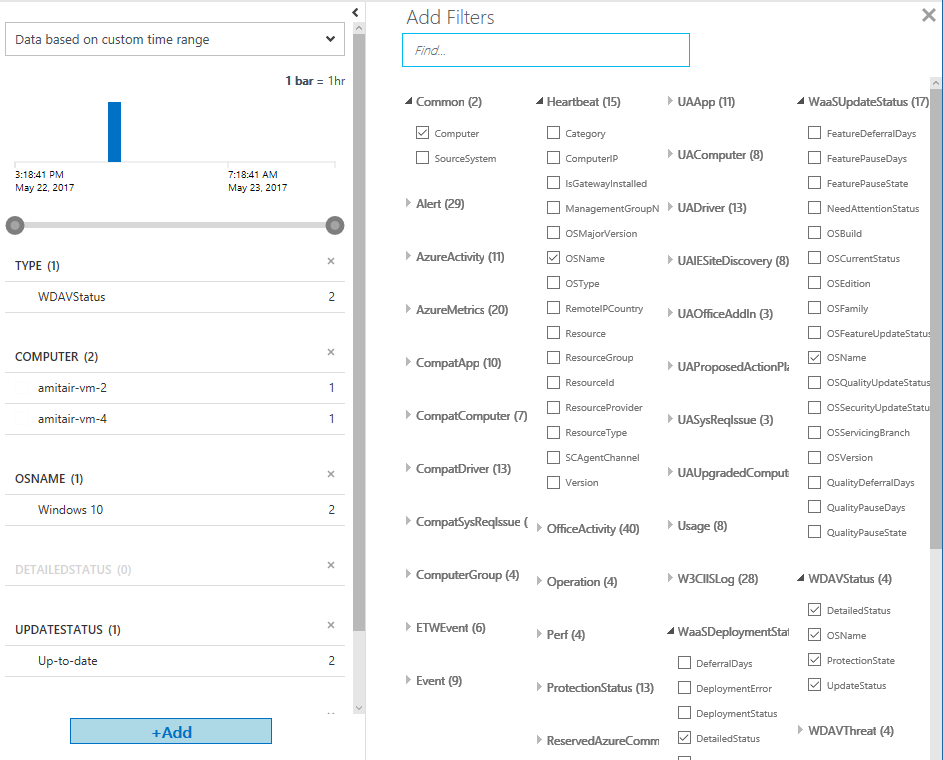 Data based on custom time range
1 bar = 1hr
3:18:41 PM
May 22, 2017
7:18:41 AM
May 23, 2017
TYPE (1)
WDAVStatus 2
COMPUTER (2)
amitair-vm-2 1
amitair-vm-4 1
OSNAME (1)
Windows 10 2
DETAILEDSTATUS (0)
UPDATESTATUS (1)
Up-to-date 2
+Add
Add Filters
Find...
Common (2)
Computer
SourceSystem
Alert (29)
AzureActivity (11)
AzureMetrics (20)
CompatApp (10)
CompatComputer (7)
CompatDriver (13)
CompatSysReqIssue (
ComputerGroup (4)
ETWEvent (6)
Event (9)
Heartbeat (15)
Category
ComputerIP
IsGatewayInstalled
ManagementGroupN
OSMajorVersion
OSName
OSType
RemoteIPCountry
Resource
ResourceGroup
ResourceId
ResourceProvider
ResourceType
SCAgentChannel
Version
OfficeActivity (40)
Operation (4)
Perf (4)
ProtectionStatus (13)
ReservedAzureComm
UAApp (11)
UAComputer (8)
UADriver (13)
UAIESiteDiscovery (8)
UAOfficeAddIn (3)
UAProposedActionPla
UASysReqIssue (3)
UAUpgradedComput
Usage (8)
W3CIISLog (28)
WaaSDeploymentStat
DeferralDays
DeploymentError
DeploymentStatus
DetailedStatus
WaaSUpdateStatus (17)
FeatureDeferralDays
FeaturePauseDays
FeaturePauseState
NeedAttentionStatus
OSBuild
OSCurrentStatus
OSEdition
OSFamily
OSFeatureUpdateStatus
OSName
OSQualityUpdateStatus
OSSecurityUpdateStatu
OSServicingBranch
OSVersion
QualityDeferralDays
QualityPauseDays
QualityPauseState
WDAVStatus (4)
DetailedStatus
OSName
ProtectionState
UpdateStatus
WDAVThreat (4)